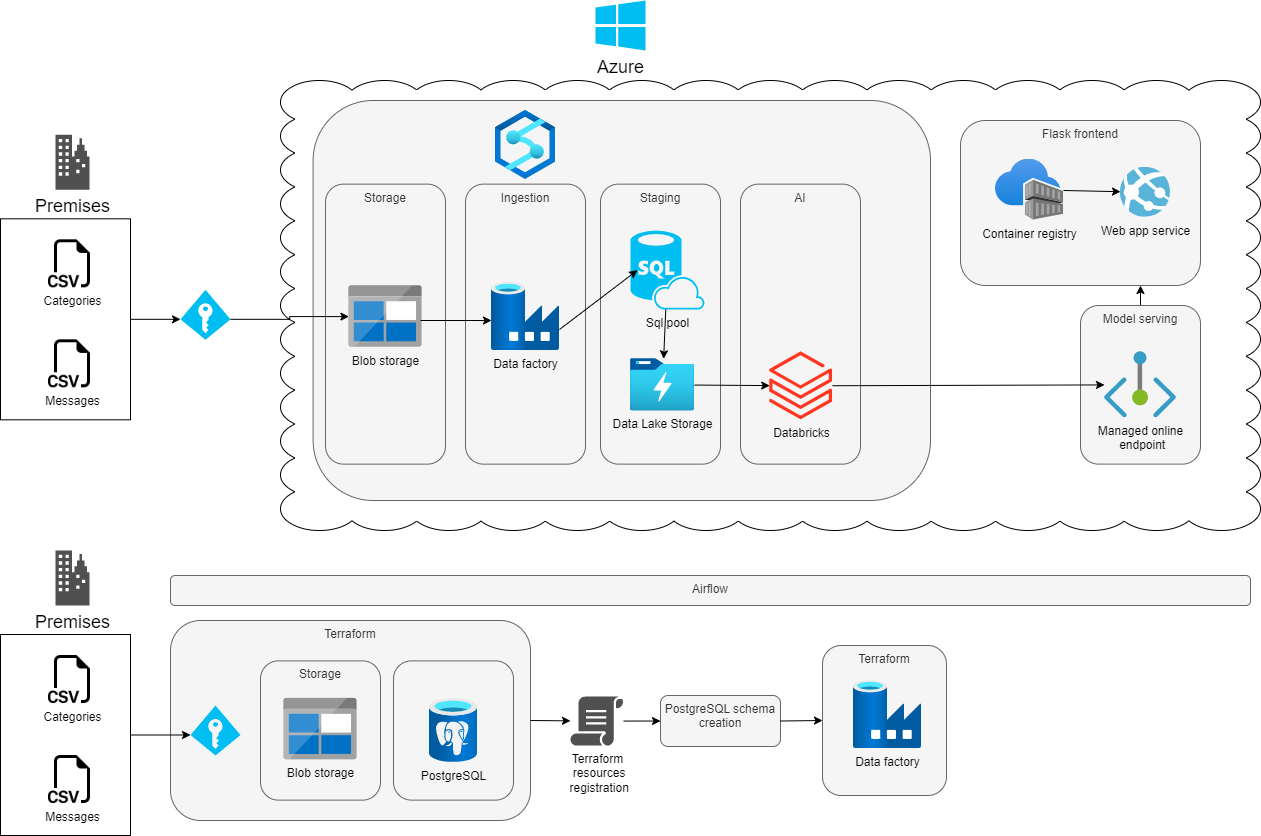 Azure
Premises
CSV
Categories
CSV
Messages
Storage
Blob storage
Ingestion
Data factory
Staging
SQL
Sql pool
Data Lake Storage
AI
Databricks
Flask frontend
Container registry
Web app service
Model serving
Managed online
endpoint
Premises
CSV
Categories
CSV
Messages
Airflow
Terraform
Storage
Blob storage
PostgreSQL
Terraform
resources
registration
PostgreSQL schema
creation
Terraform
Data factory